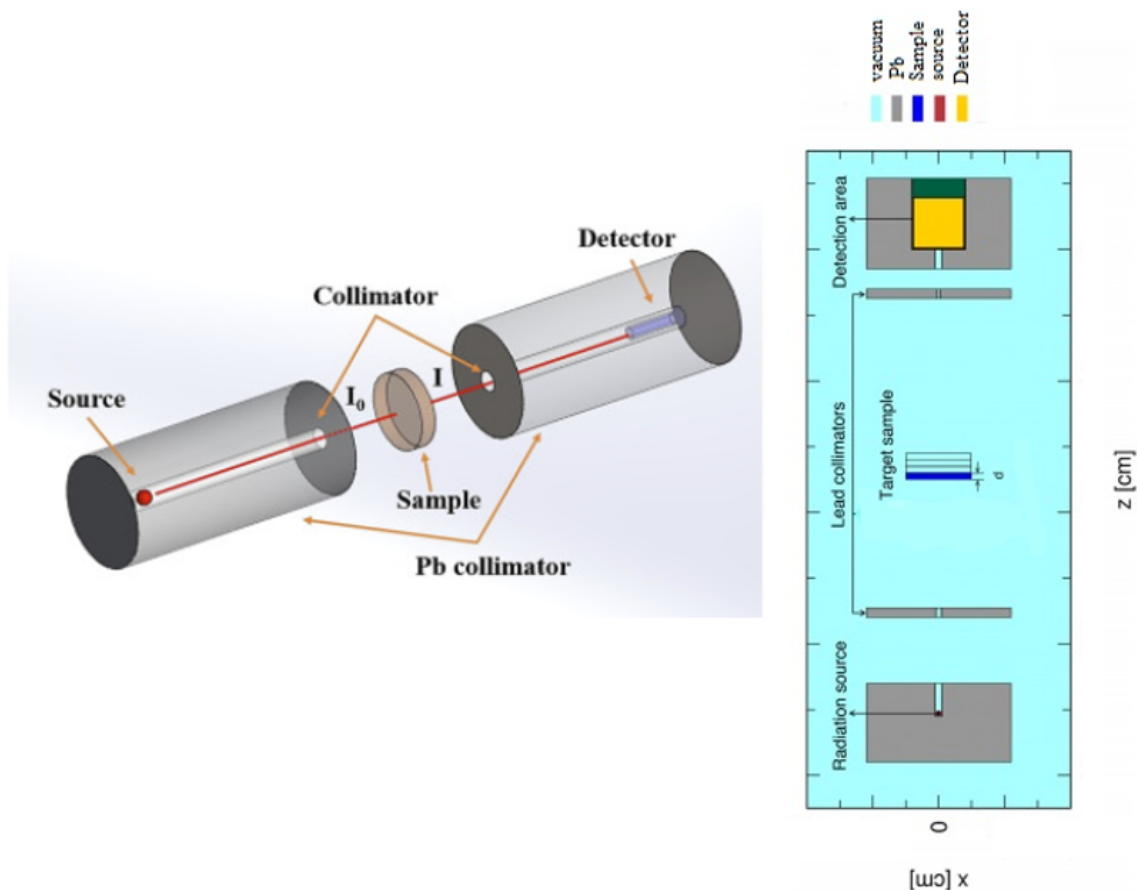 Source
Collimator
I₀
I
Detector
Sample
Pb collimator
vacuum
Pb
Sample
source
Detector
Detection area
Lead collimators
Target sample
d
Radiation source
z [cm]
0
x [cm]